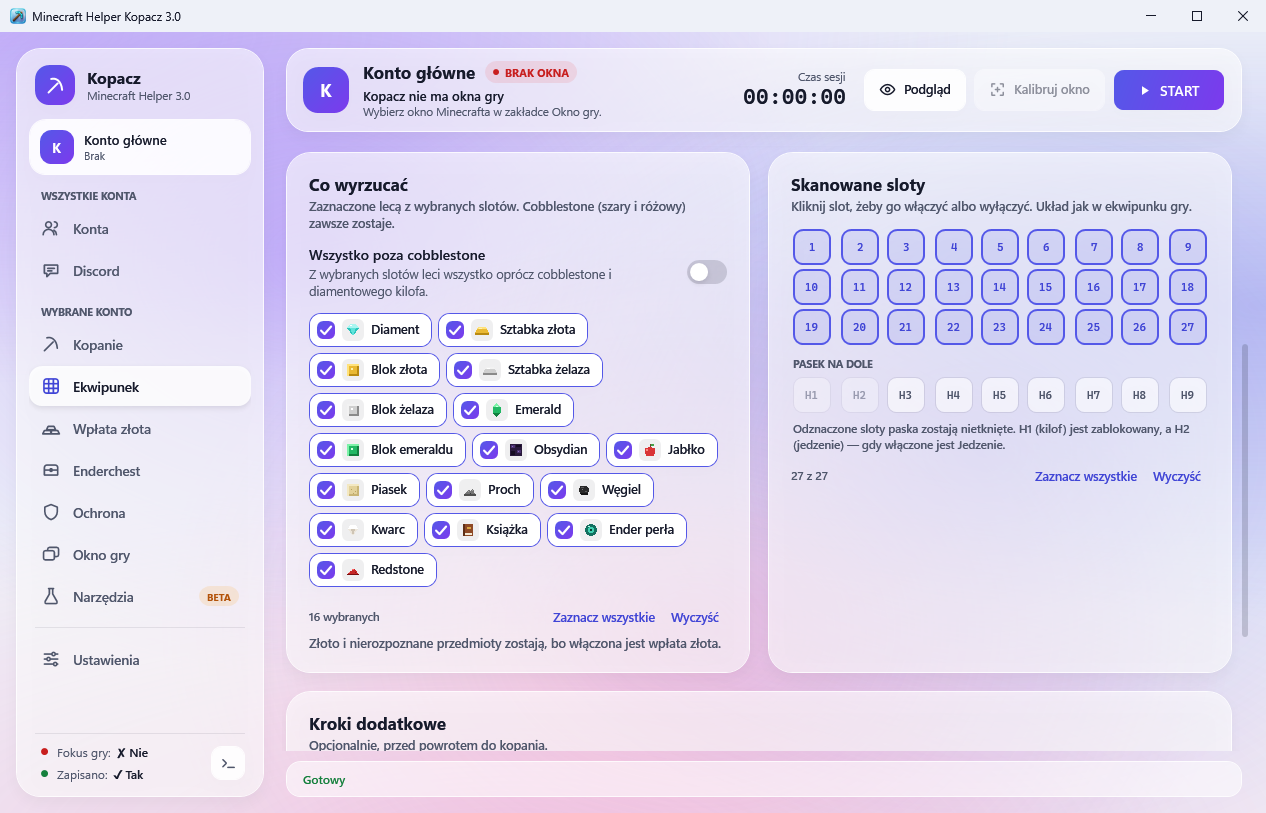 Minecraft Helper Kopacz 3.0
Kopacz
Minecraft Helper 3.0
K
Konto główne
Brak
WSZYSTKIE KONTA
Konta
Discord
WYBRANE KONTO
Kopanie
Ekwipunek
Wpłata złota
Enderchest
Ochrona
Okno gry
Narzędzia
BETA
Ustawienia
Fokus gry: ✗ Nie
Zapisano: ✓ Tak
K
Konto główne
BRAK OKNA
Kopacz nie ma okna gry
Wybierz okno Minecrafta w zakładce Okno gry.
Czas sesji
00:00:00
Podgląd
Kalibruj okno
START
Co wyrzucać
Zaznaczone lecą z wybranych slotów. Cobblestone (szary i różowy)
zawsze zostaje.
Wszystko poza cobblestone
Z wybranych slotów leci wszystko oprócz cobblestone i
diamentowego kilofa.
Diament Sztabka złota
Blok złota Sztabka żelaza
Blok żelaza Emerald
Blok emeraldu Obsydian Jabłko
Piasek Proch Węgiel
Kwarc Książka Ender perła
Redstone
16 wybranych Zaznacz wszystkie Wyczyść
Złoto i nierozpoznane przedmioty zostają, bo włączona jest wpłata złota.
Skanowane sloty
Kliknij slot, żeby go włączyć albo wyłączyć. Układ jak w ekwipunku gry.
1 2 3 4 5 6 7 8 9
10 11 12 13 14 15 16 17 18
19 20 21 22 23 24 25 26 27
PASEK NA DOLE
H1 H2 H3 H4 H5 H6 H7 H8 H9
Odznaczone sloty paska zostają nietknięte. H1 (kilof) jest zablokowany, a H2
(jedzenie) — gdy włączone jest Jedzenie.
27 z 27 Zaznacz wszystkie Wyczyść
Kroki dodatkowe
Opcjonalnie, przed powrotem do kopania.
Gotowy